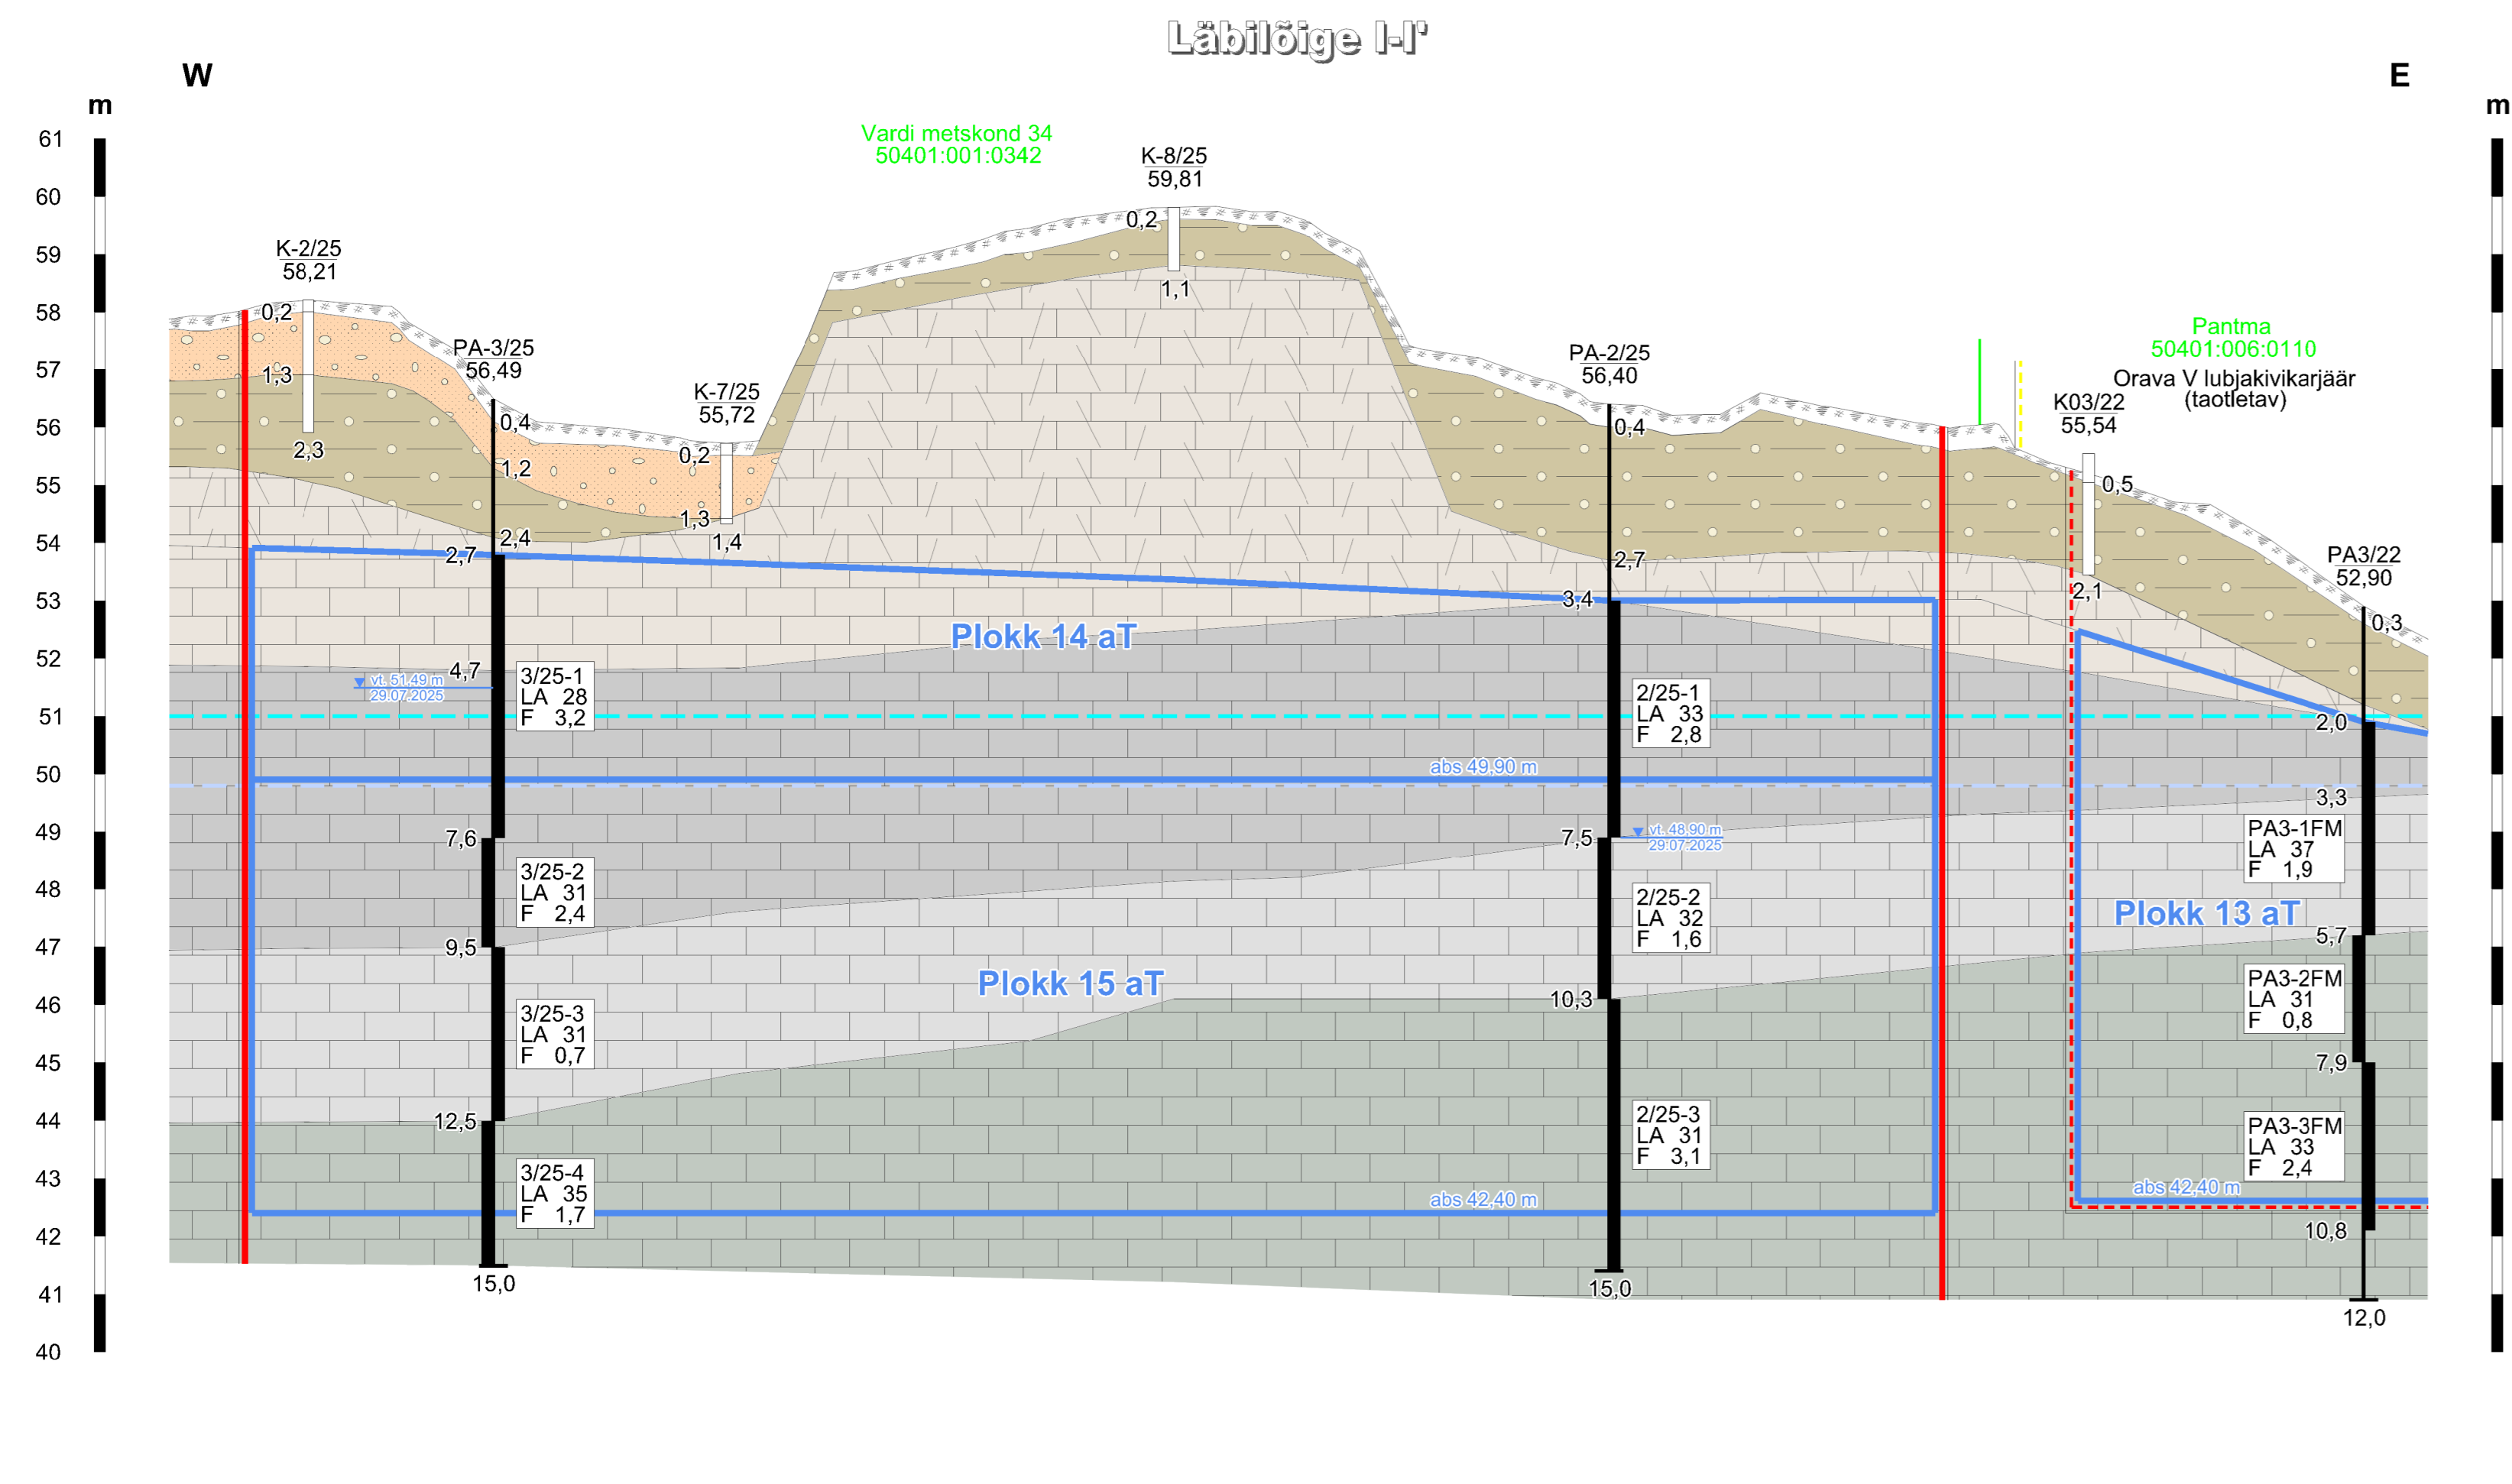 Läbilõige I-I'
W
E
m
m
61
60
59
58
57
56
55
54
53
52
51
50
49
48
47
46
45
44
43
42
41
40
Vardi metskond 34
50401:001:0342
K-8/25
59,81
0,2
1,1
K-2/25
58,21
0,2
1,3
2,3
PA-3/25
56,49
0,4
1,2
2,4
2,7
4,7
7,6
9,5
12,5
15,0
vt. 51,49 m
29.07.2025
3/25-1
LA 28
F 3,2
3/25-2
LA 31
F 2,4
3/25-3
LA 31
F 0,7
3/25-4
LA 35
F 1,7
K-7/25
55,72
0,2
1,3
1,4
Plokk 14 aT
Plokk 15 aT
abs 49,90 m
abs 42,40 m
PA-2/25
56,40
0,4
2,7
3,4
7,5
10,3
15,0
vt. 48,90 m
29.07.2025
2/25-1
LA 33
F 2,8
2/25-2
LA 32
F 1,6
2/25-3
LA 31
F 3,1
Pantma
50401:006:0110
Orava V lubjakivikarjäär
(taotletav)
K03/22
55,54
0,5
2,1
PA3/22
52,90
0,3
2,0
3,3
5,7
7,9
10,8
12,0
PA3-1FM
LA 37
F 1,9
Plokk 13 aT
PA3-2FM
LA 31
F 0,8
PA3-3FM
LA 33
F 2,4
abs 42,40 m